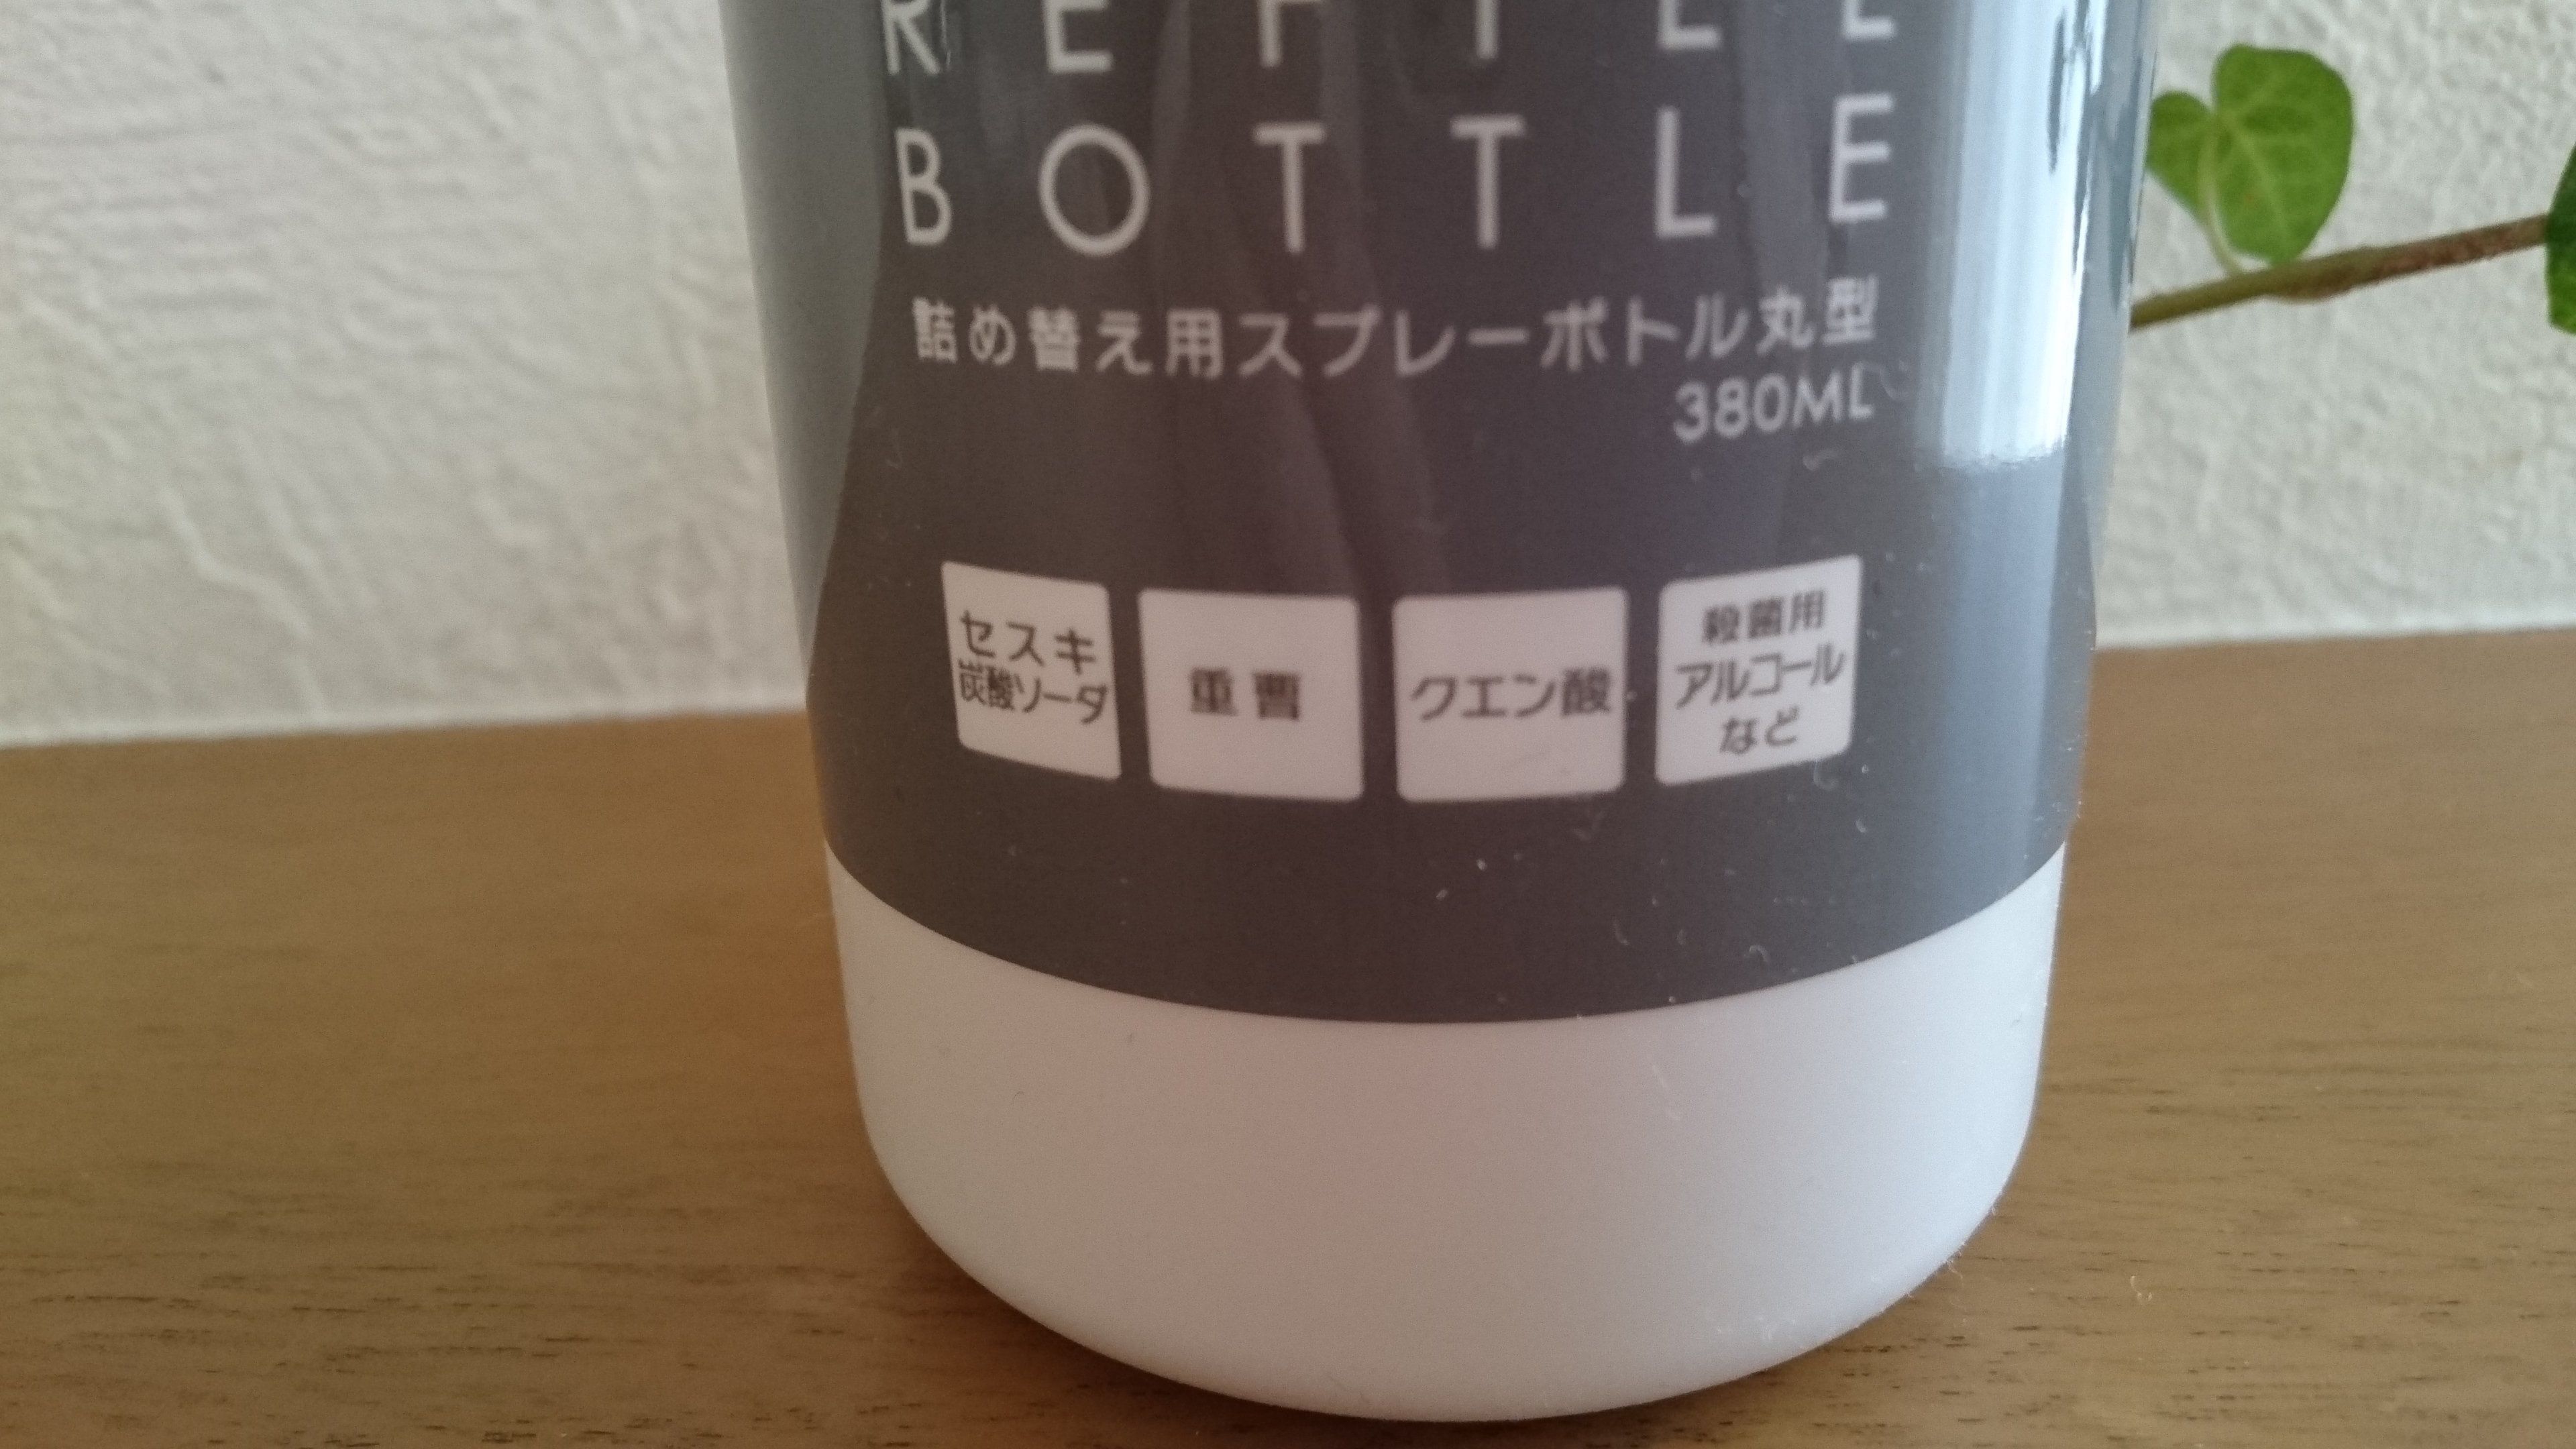 REFILL
BOTTLE
詰め替え用スプレーボトル丸型
380ML
セスキ
炭酸ソーダ
重曹
クエン酸
殺菌用
アルコール
など